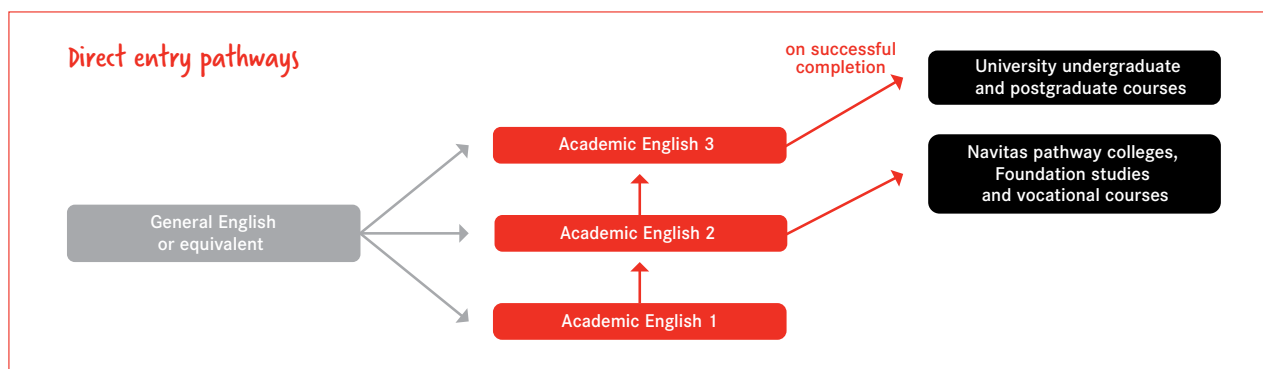 Direct entry pathways
on successful
completion
University undergraduate
and postgraduate courses
Academic English 3
Navitas pathway colleges,
Foundation studies
and vocational courses
General English
or equivalent
Academic English 2
Academic English 1